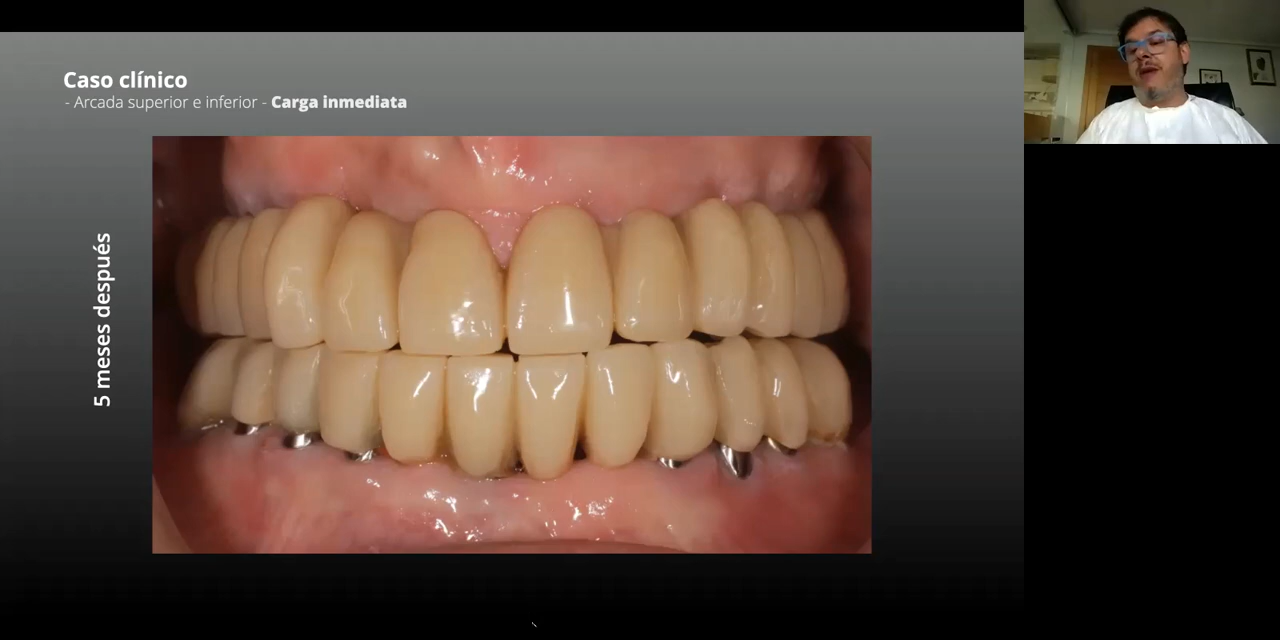 Caso clínico
- Arcada superior e inferior - Carga inmediata
5 meses después